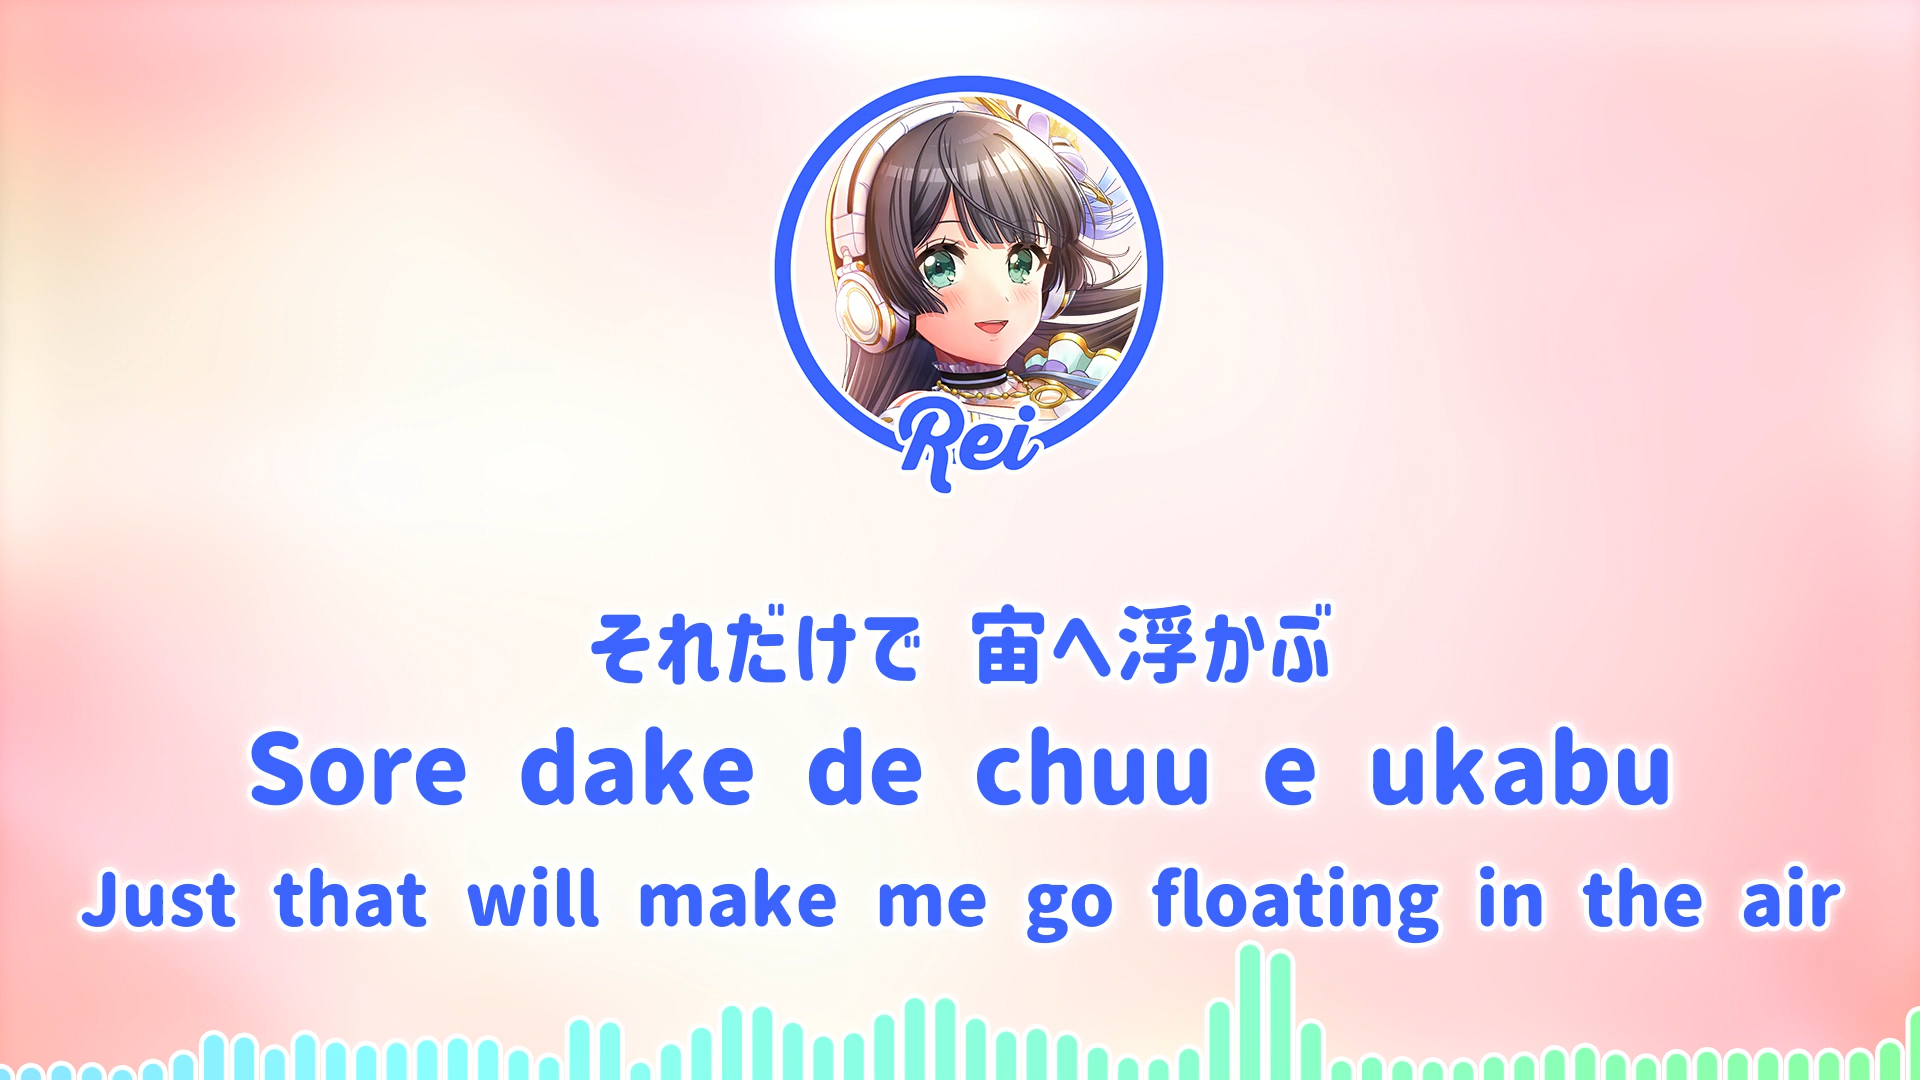 Rei
それだけで 宙へ浮かぶ
Sore dake de chuu e ukabu
Just that will make me go floating in the air